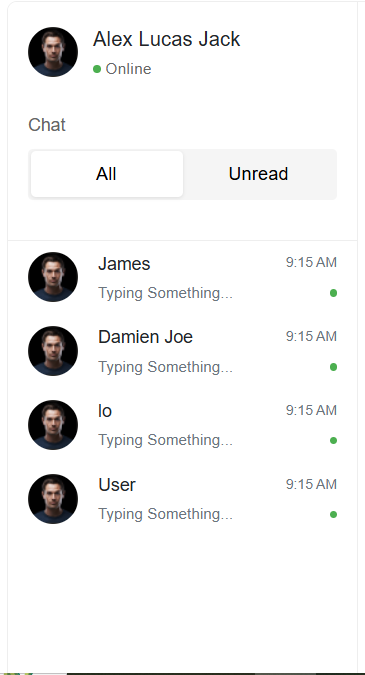 Alex Lucas Jack
Online
Chat
All Unread
James 9:15 AM
Typing Something...
Damien Joe 9:15 AM
Typing Something...
lo 9:15 AM
Typing Something...
User 9:15 AM
Typing Something...